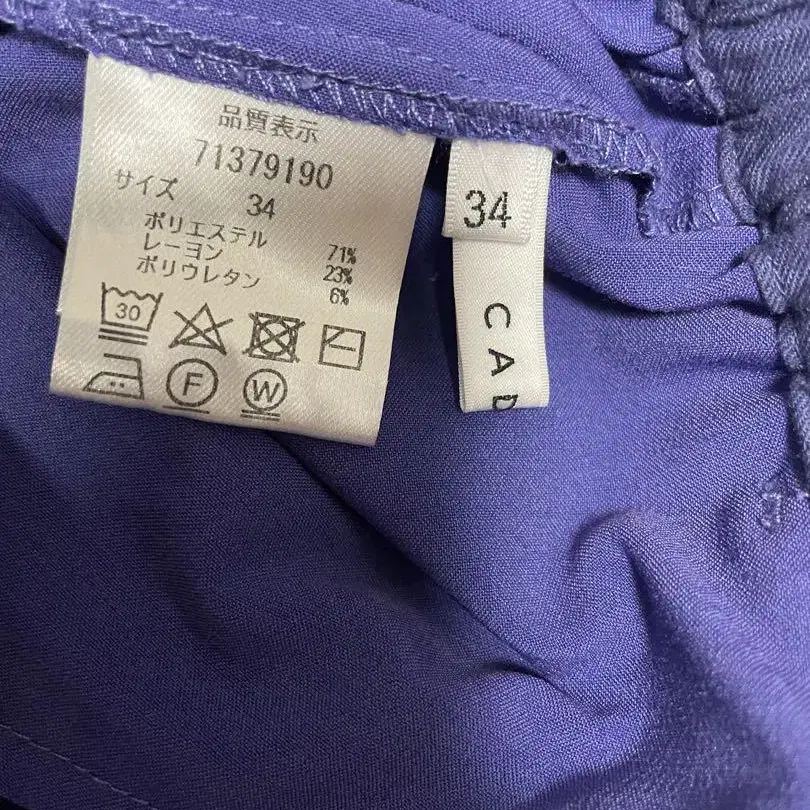 品質表示
71379190
サイズ 34
ポリエステル 71%
レーヨン 23%
ポリウレタン 6%
30
F W
34
CAD